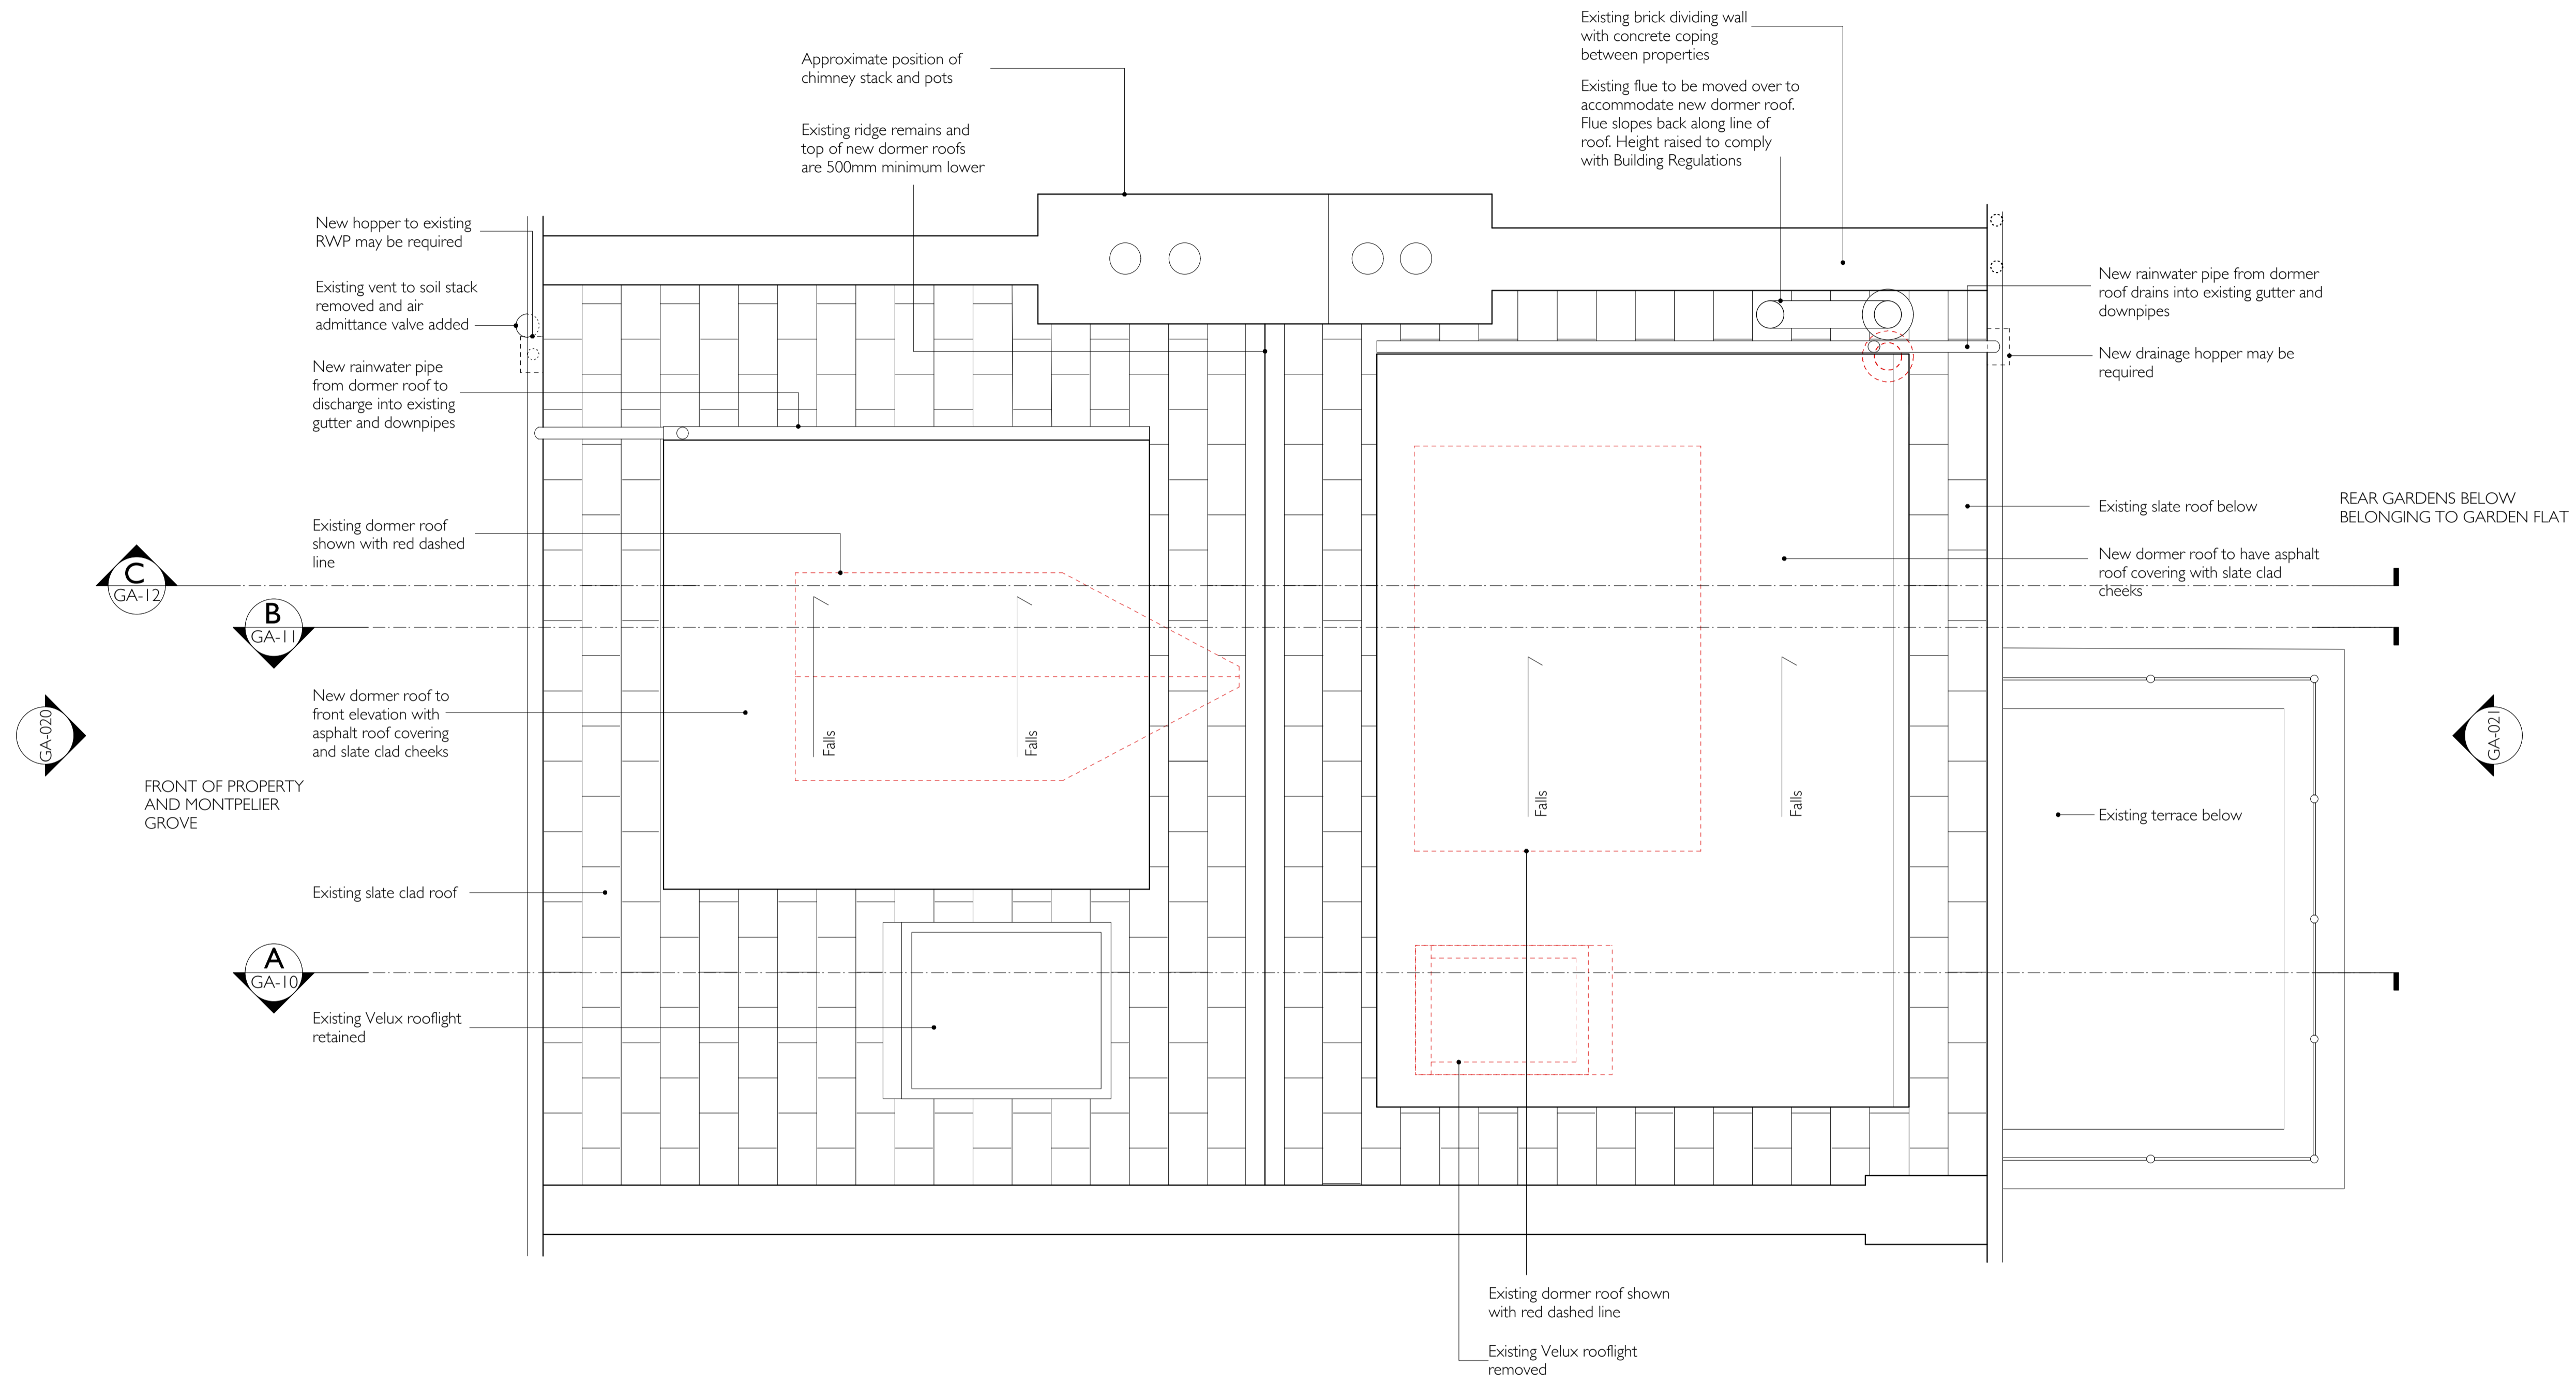 Existing brick dividing wall
with concrete coping
between properties
Approximate position of
chimney stack and pots
Existing flue to be moved over to
accommodate new dormer roof.
Flue slopes back along line of
roof. Height raised to comply
with Building Regulations
Existing ridge remains and
top of new dormer roofs
are 500mm minimum lower
New hopper to existing
RWP may be required
Existing vent to soil stack
removed and air
admittance valve added
New rainwater pipe
from dormer roof to
discharge into existing
gutter and downpipes
New rainwater pipe from dormer
roof drains into existing gutter and
downpipes
New drainage hopper may be
required
Existing dormer roof
shown with red dashed
line
Existing slate roof below
REAR GARDENS BELOW
BELONGING TO GARDEN FLAT
New dormer roof to have asphalt
roof covering with slate clad
cheeks
C
GA-12
B
GA-11
GA-020
New dormer roof to
front elevation with
asphalt roof covering
and slate clad cheeks
Falls
Falls
Falls
Falls
GA-021
FRONT OF PROPERTY
AND MONTPELIER
GROVE
Existing terrace below
Existing slate clad roof
A
GA-10
Existing Velux rooflight
retained
Existing dormer roof shown
with red dashed line
Existing Velux rooflight
removed